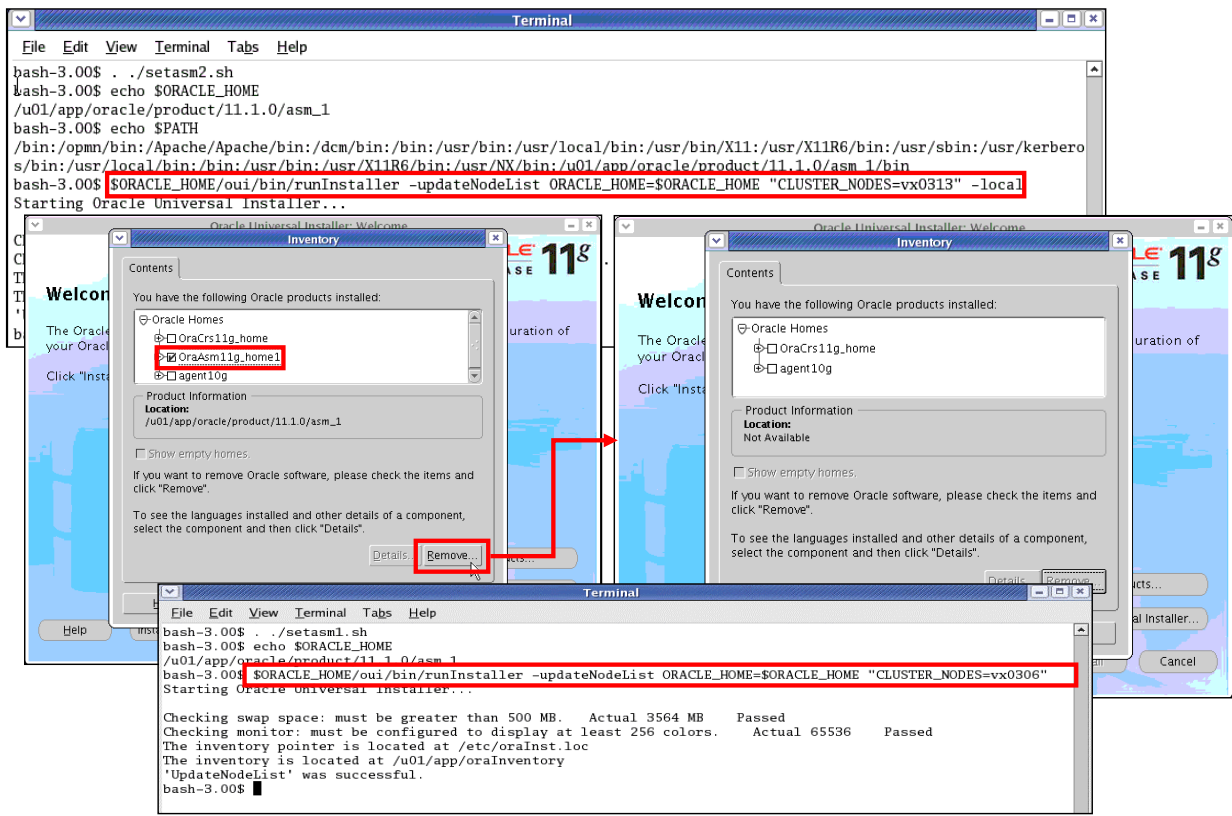 Terminal
File Edit View Terminal Tabs Help
bash-3.00$ . ./setasm2.sh
bash-3.00$ echo $ORACLE_HOME
/u01/app/oracle/product/11.1.0/asm_1
bash-3.00$ echo $PATH
/bin:/opmn/bin:/Apache/Apache/bin:/dcm/bin:/bin:/usr/bin:/usr/local/bin:/usr/bin/X11:/usr/X11R6/bin:/usr/sbin:/usr/kerbero
s/bin:/usr/local/bin:/bin:/usr/bin:/usr/X11R6/bin:/usr/NX/bin:/u01/app/oracle/product/11.1.0/asm_1/bin
bash-3.00$ $ORACLE_HOME/oui/bin/runInstaller -updateNodeList ORACLE_HOME=$ORACLE_HOME "CLUSTER_NODES=vx0313" -local
Starting Oracle Universal Installer...
Oracle Universal Installer: Welcome
Inventory
11g
Contents
Welcom
You have the following Oracle products installed:
Oracle Homes
The Oracle
uration of
OraCrs11g_home
your Oracl
OraAsm11g_home1
agent10g
Click "Insta
Product Information
Location:
/u01/app/oracle/product/11.1.0/asm_1
Show empty homes.
If you want to remove Oracle software, please check the items and
click "Remove".
To see the languages installed and other details of a component,
select the component and then click "Details".
Details... Remove...
Help
Oracle Universal Installer: Welcome
Inventory
11g
Contents
Welcom
You have the following Oracle products installed:
Oracle Homes
The Oracle
uration of
OraCrs11g_home
your Oracl
agent10g
Click "Insta
Product Information
Location:
Not Available
Show empty homes.
If you want to remove Oracle software, please check the items and
click "Remove".
To see the languages installed and other details of a component,
select the component and then click "Details".
Details... Remove...
ucts...
al Installer...
Cancel
Terminal
File Edit View Terminal Tabs Help
bash-3.00$ . ./setasm1.sh
bash-3.00$ echo $ORACLE_HOME
/u01/app/oracle/product/11.1.0/asm_1
bash-3.00$ $ORACLE_HOME/oui/bin/runInstaller -updateNodeList ORACLE_HOME=$ORACLE_HOME "CLUSTER_NODES=vx0306"
Starting Oracle Universal Installer...
Checking swap space: must be greater than 500 MB. Actual 3564 MB Passed
Checking monitor: must be configured to display at least 256 colors. Actual 65536 Passed
The inventory pointer is located at /etc/oraInst.loc
The inventory is located at /u01/app/oraInventory
'UpdateNodeList' was successful.
bash-3.00$